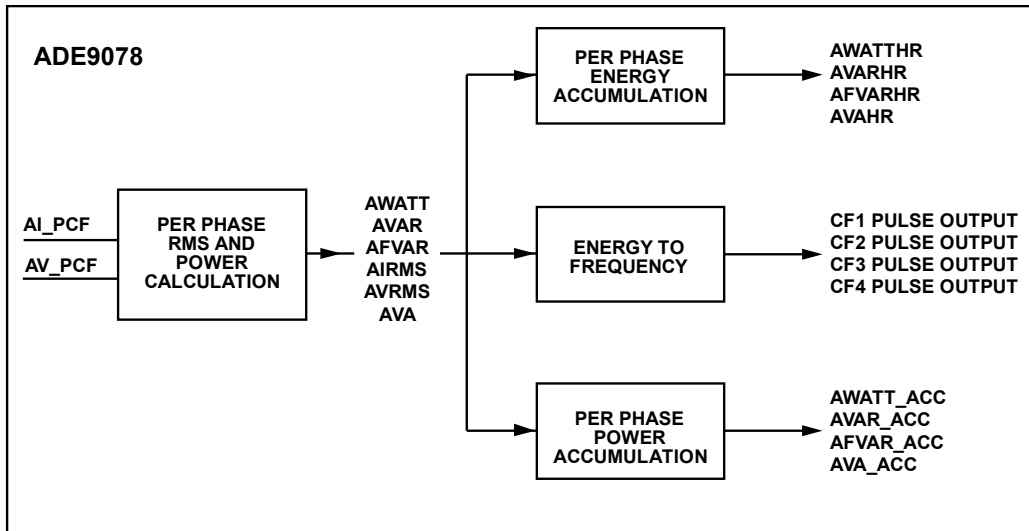 ADE9078
AI_PCF
AV_PCF
PER PHASE
RMS AND
POWER
CALCULATION
AWATT
AVAR
AFVAR
AIRMS
AVRMS
AVA
PER PHASE
ENERGY
ACCUMULATION
AWATTHR
AVARHR
AFVARHR
AVAHR
ENERGY TO
FREQUENCY
CF1 PULSE OUTPUT
CF2 PULSE OUTPUT
CF3 PULSE OUTPUT
CF4 PULSE OUTPUT
PER PHASE
POWER
ACCUMULATION
AWATT_ACC
AVAR_ACC
AFVAR_ACC
AVA_ACC